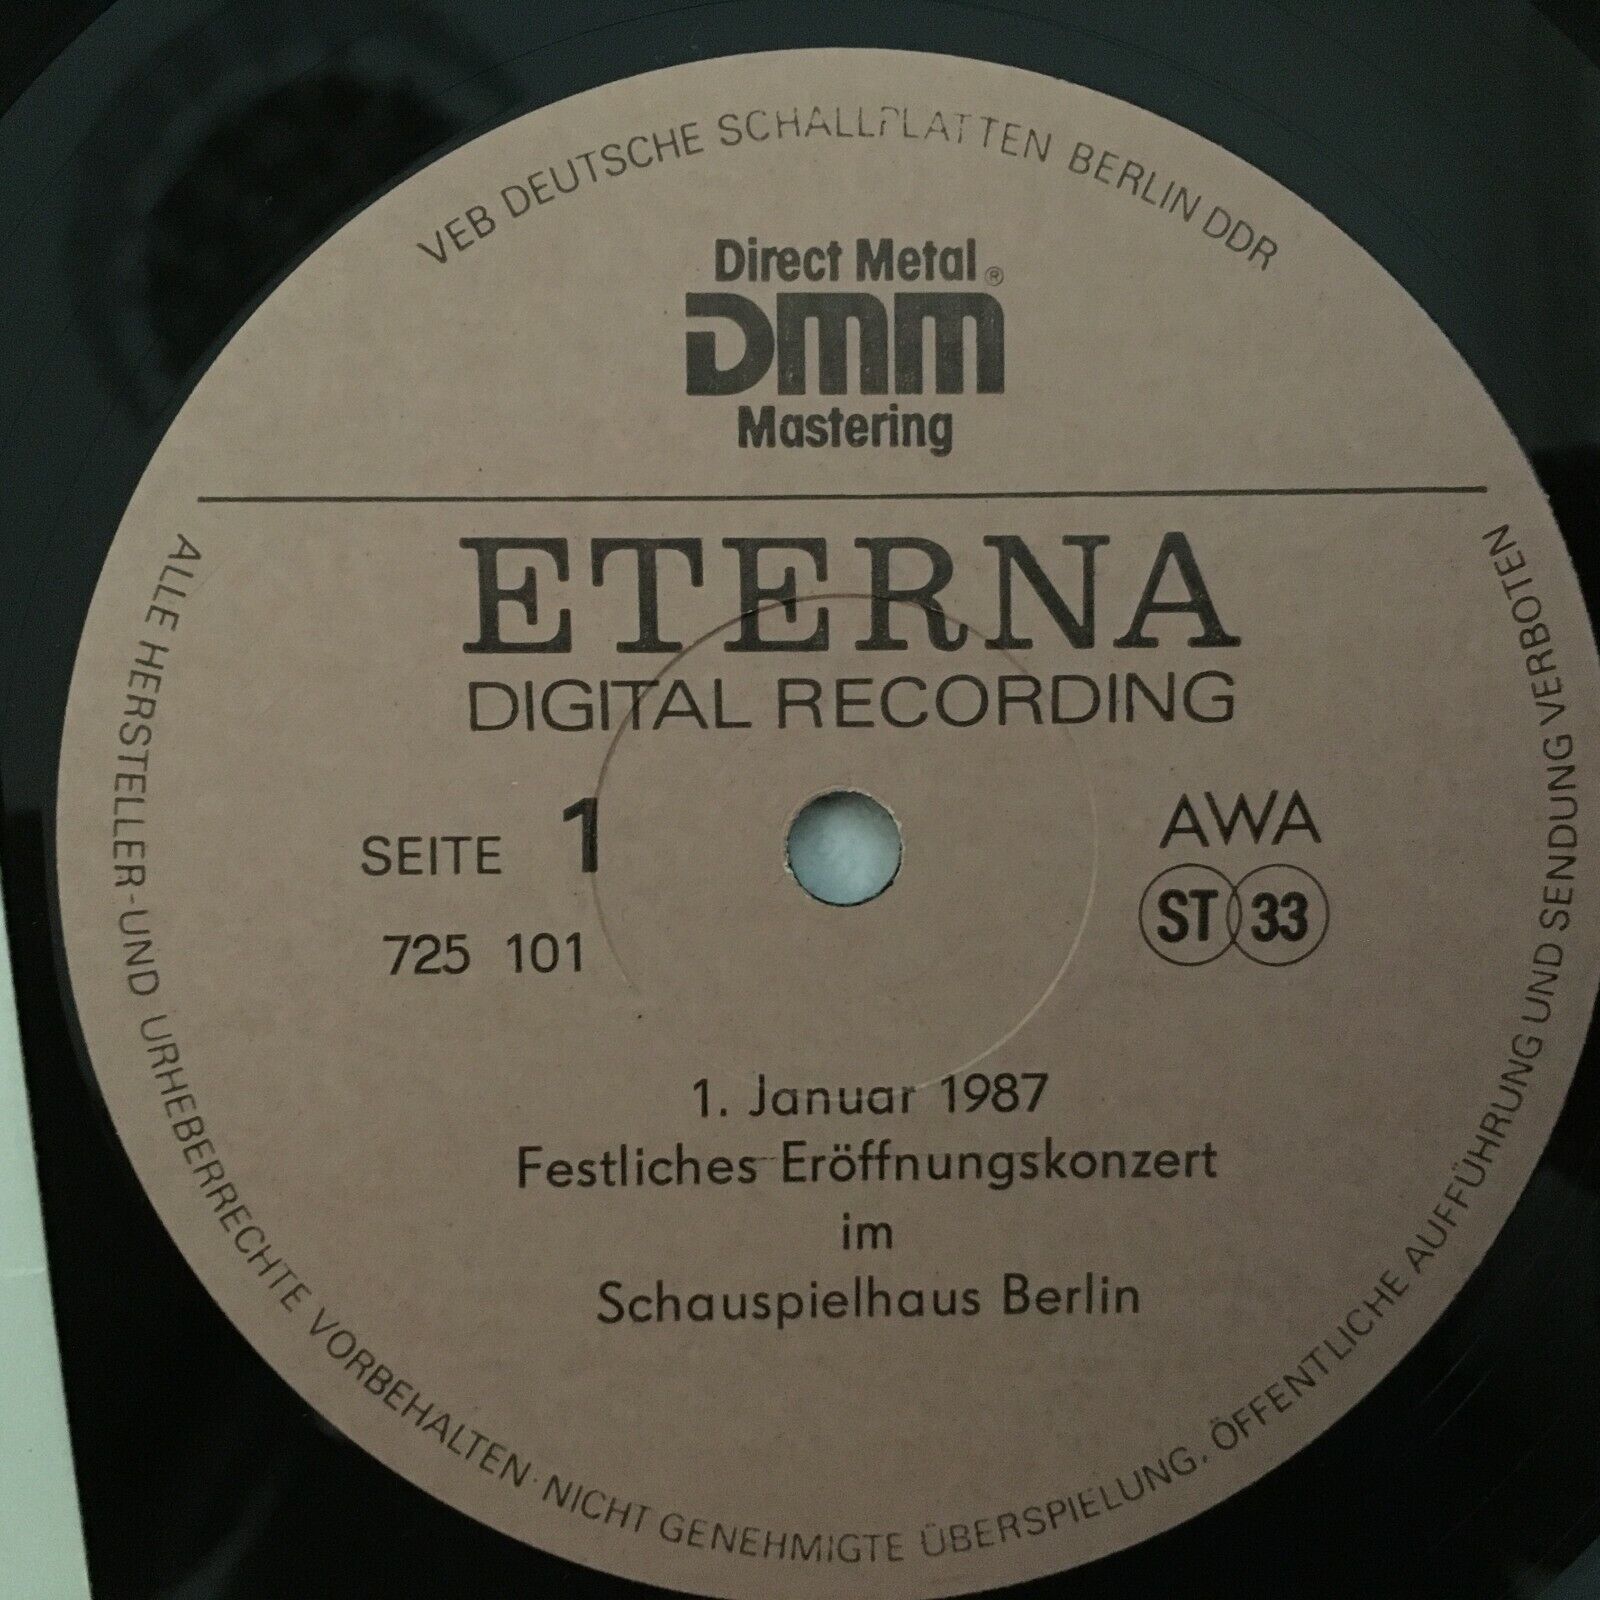 VEB DEUTSCHE SCHALLPLATTEN BERLIN DDR
Direct Metal ®
DMM
Mastering
ETERNA
DIGITAL RECORDING
SEITE 1
725 101
AWA
ST 33
1. Januar 1987
Festliches Eröffnungskonzert
im
Schauspielhaus Berlin
ALLE HERSTELLER-UND URHEBERRECHTE VORBEHALTEN· NICHT GENEHMIGTE ÜBERSPIELUNG, ÖFFENTLICHE AUFFÜHRUNG UND SENDUNG VERBOTEN